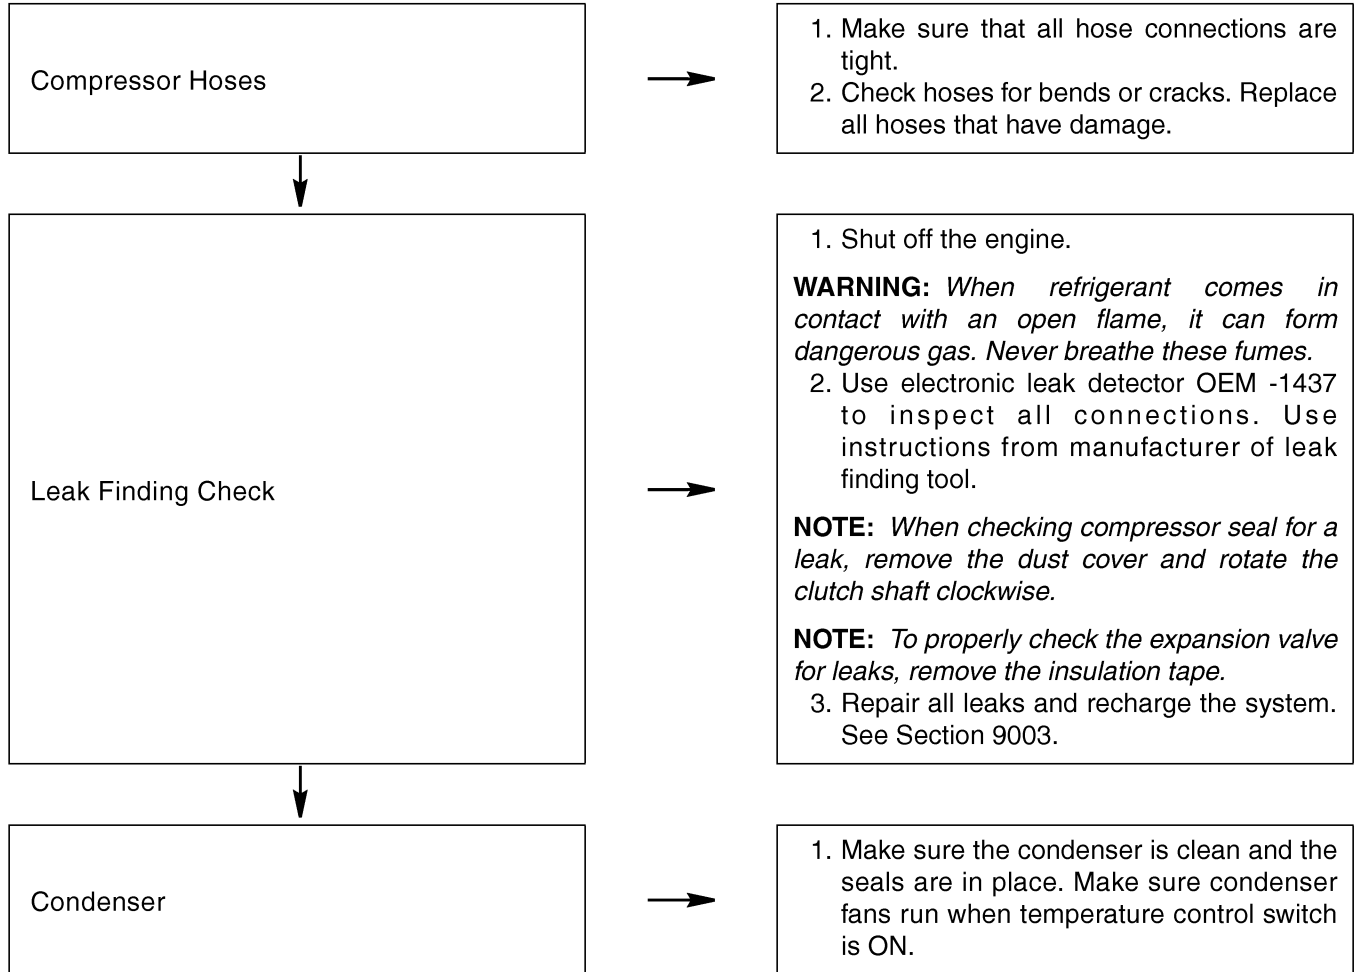 Compressor Hoses
1. Make sure that all hose connections are
tight.
2. Check hoses for bends or cracks. Replace
all hoses that have damage.
Leak Finding Check
1. Shut off the engine.
WARNING: When refrigerant comes in
contact with an open flame, it can form
dangerous gas. Never breathe these fumes.
2. Use electronic leak detector OEM -1437
to inspect all connections. Use
instructions from manufacturer of leak
finding tool.
NOTE: When checking compressor seal for a
leak, remove the dust cover and rotate the
clutch shaft clockwise.
NOTE: To properly check the expansion valve
for leaks, remove the insulation tape.
3. Repair all leaks and recharge the system.
See Section 9003.
Condenser
1. Make sure the condenser is clean and the
seals are in place. Make sure condenser
fans run when temperature control switch
is ON.